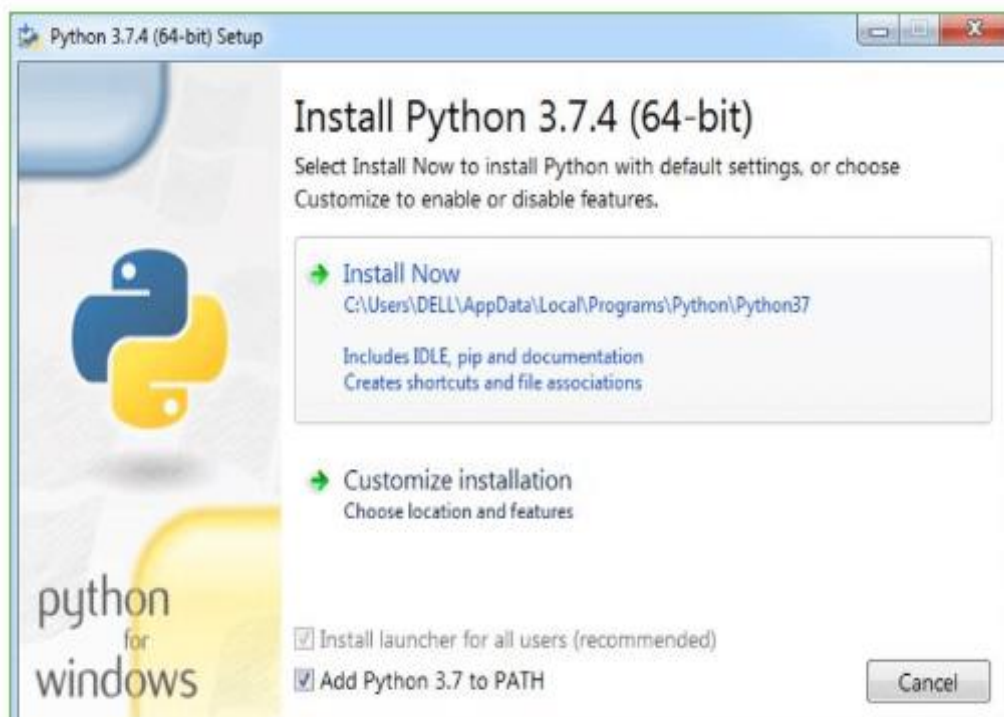 Python 3.7.4 (64-bit) Setup
Install Python 3.7.4 (64-bit)
Select Install Now to install Python with default settings, or choose
Customize to enable or disable features.
Install Now
C:\Users\DELL\AppData\Local\Programs\Python\Python37
Includes IDLE, pip and documentation
Creates shortcuts and file associations
Customize installation
Choose location and features
python
for
windows
Install launcher for all users (recommended)
Add Python 3.7 to PATH
Cancel